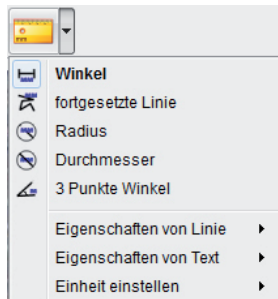 Winkel
fortgesetzte Linie
Radius
Durchmesser
3 Punkte Winkel
Eigenschaften von Linie
Eigenschaften von Text
Einheit einstellen